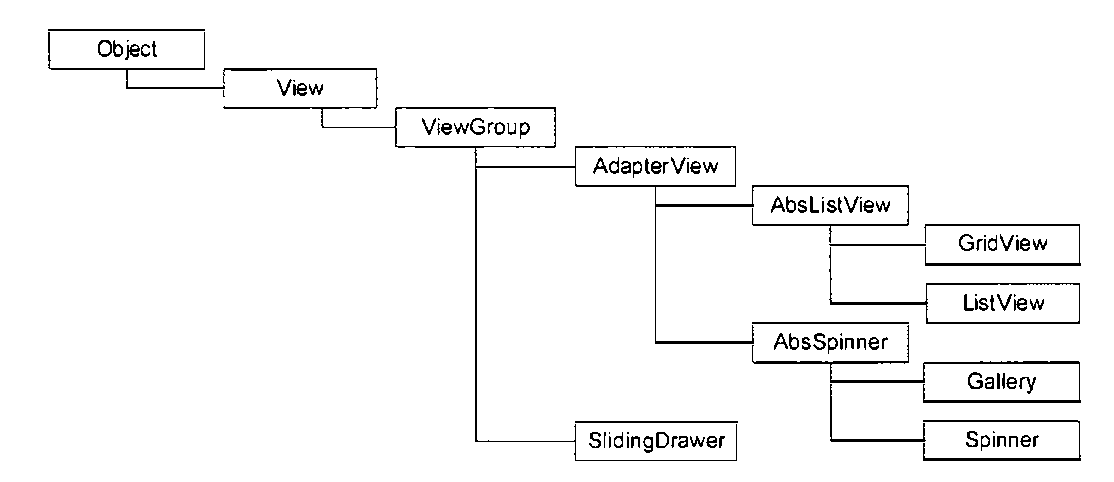 Object
View
ViewGroup
AdapterView
AbsListView
GridView
ListView
AbsSpinner
Gallery
SlidingDrawer
Spinner